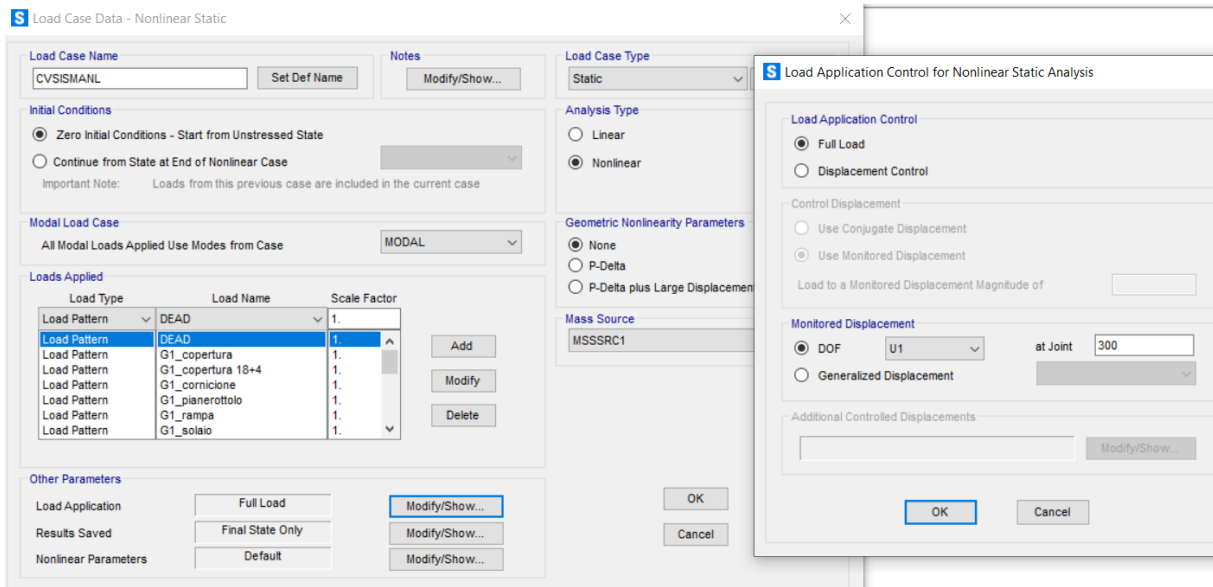 S Load Case Data - Nonlinear Static
Load Case Name
CVSISMANL
Set Def Name
Notes
Modify/Show...
Load Case Type
Static
Initial Conditions
Zero Initial Conditions - Start from Unstressed State
Continue from State at End of Nonlinear Case
Important Note: Loads from this previous case are included in the current case
Analysis Type
Linear
Nonlinear
Modal Load Case
All Modal Loads Applied Use Modes from Case
MODAL
Geometric Nonlinearity Parameters
None
P-Delta
P-Delta plus Large Displacemen
Loads Applied
Load Type Load Name Scale Factor
Load Pattern DEAD 1.
Load Pattern DEAD 1.
Load Pattern G1_copertura 1.
Load Pattern G1_copertura 18+4 1.
Load Pattern G1_cornicione 1.
Load Pattern G1_pianerottolo 1.
Load Pattern G1_rampa 1.
Load Pattern G1_solaio 1.
Add
Modify
Delete
Mass Source
MSSSRC1
Other Parameters
Load Application Full Load Modify/Show...
Results Saved Final State Only Modify/Show...
Nonlinear Parameters Default Modify/Show...
OK
Cancel
S Load Application Control for Nonlinear Static Analysis
Load Application Control
Full Load
Displacement Control
Control Displacement
Use Conjugate Displacement
Use Monitored Displacement
Load to a Monitored Displacement Magnitude of
Monitored Displacement
DOF U1 at Joint 300
Generalized Displacement
Additional Controlled Displacements
Modify/Show...
OK Cancel